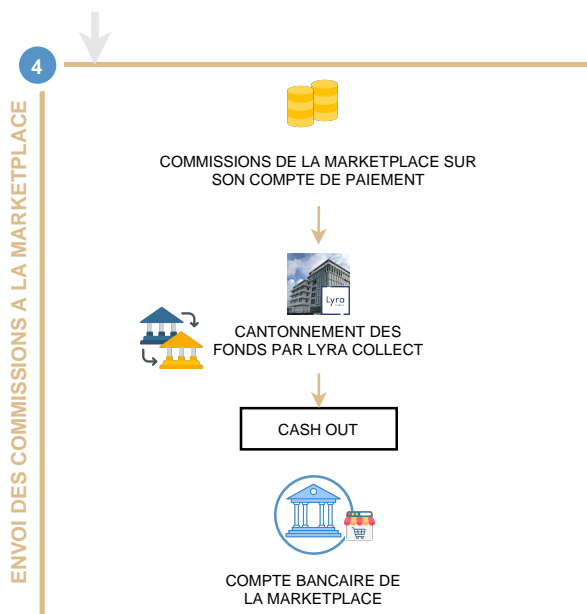 4
ENVOI DES COMMISSIONS A LA MARKETPLACE
COMMISSIONS DE LA MARKETPLACE SUR
SON COMPTE DE PAIEMENT
Lyra
CANTONNEMENT DES
FONDS PAR LYRA COLLECT
CASH OUT
COMPTE BANCAIRE DE
LA MARKETPLACE